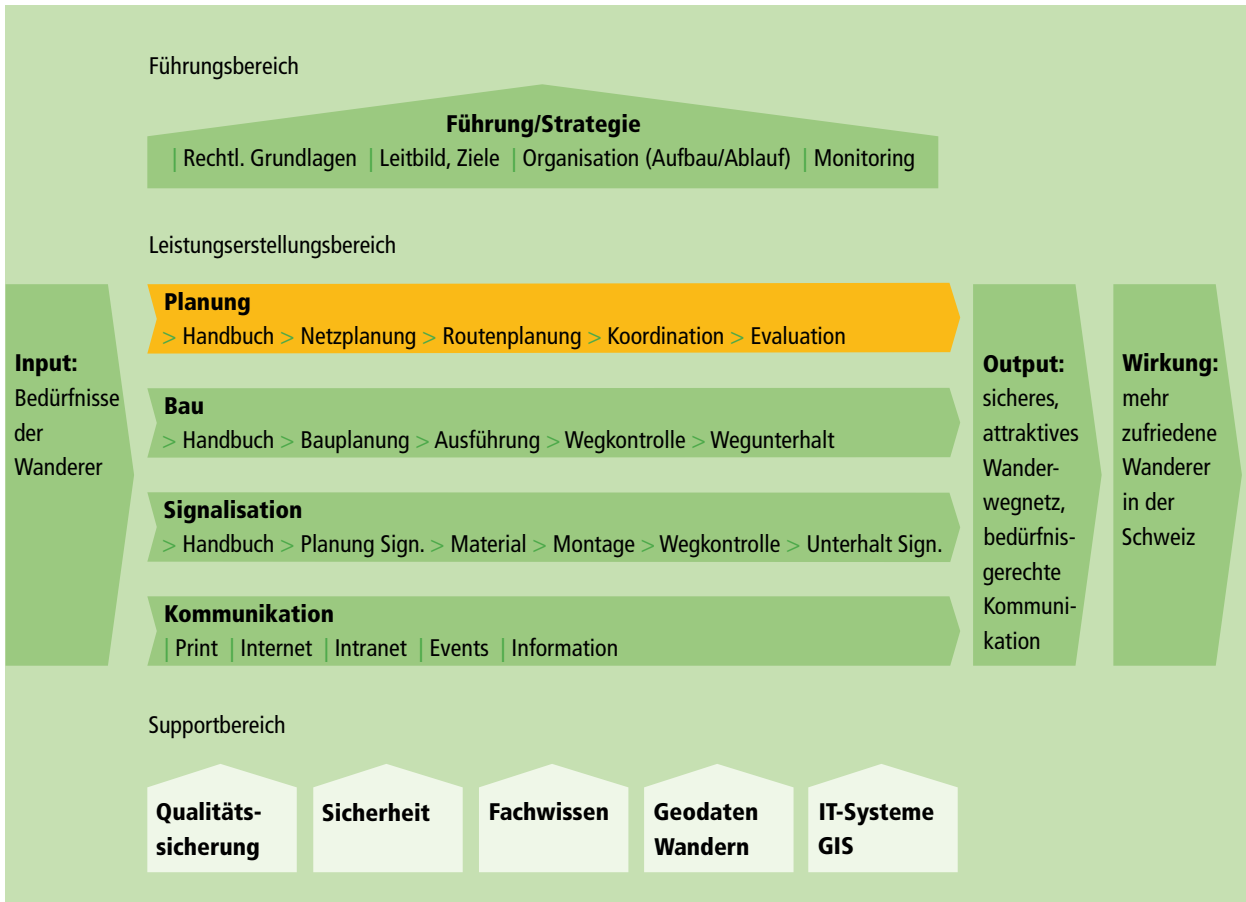 Führungsbereich
Führung/Strategie
| Rechtl. Grundlagen | Leitbild, Ziele | Organisation (Aufbau/Ablauf) | Monitoring
Leistungserstellungsbereich
Input:
Bedürfnisse
der
Wanderer
Planung
> Handbuch > Netzplanung > Routenplanung > Koordination > Evaluation
Bau
> Handbuch > Bauplanung > Ausführung > Wegkontrolle > Wegunterhalt
Signalisation
> Handbuch > Planung Sign. > Material > Montage > Wegkontrolle > Unterhalt Sign.
Kommunikation
| Print | Internet | Intranet | Events | Information
Output:
sicheres,
attraktives
Wander-
wegnetz,
bedürfnis-
gerechte
Kommuni-
kation
Wirkung:
mehr
zufriedene
Wanderer
in der
Schweiz
Supportbereich
Qualitäts-
sicherung
Sicherheit
Fachwissen
Geodaten
Wandern
IT-Systeme
GIS